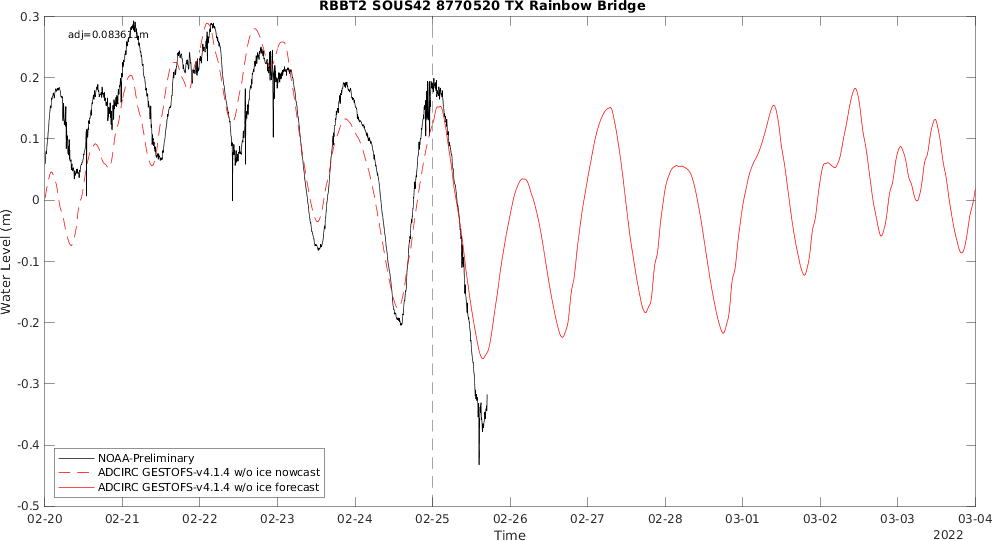 RBBT2 SOUS42 8770520 TX Rainbow Bridge
adj=0.08361 m
0.3
0.2
0.1
0
-0.1
-0.2
-0.3
-0.4
-0.5
Water Level (m)
NOAA-Preliminary
ADCIRC GESTOFS-v4.1.4 w/o ice nowcast
ADCIRC GESTOFS-v4.1.4 w/o ice forecast
02-20 02-21 02-22 02-23 02-24 02-25 02-26 02-27 02-28 03-01 03-02 03-03 03-04
Time
2022